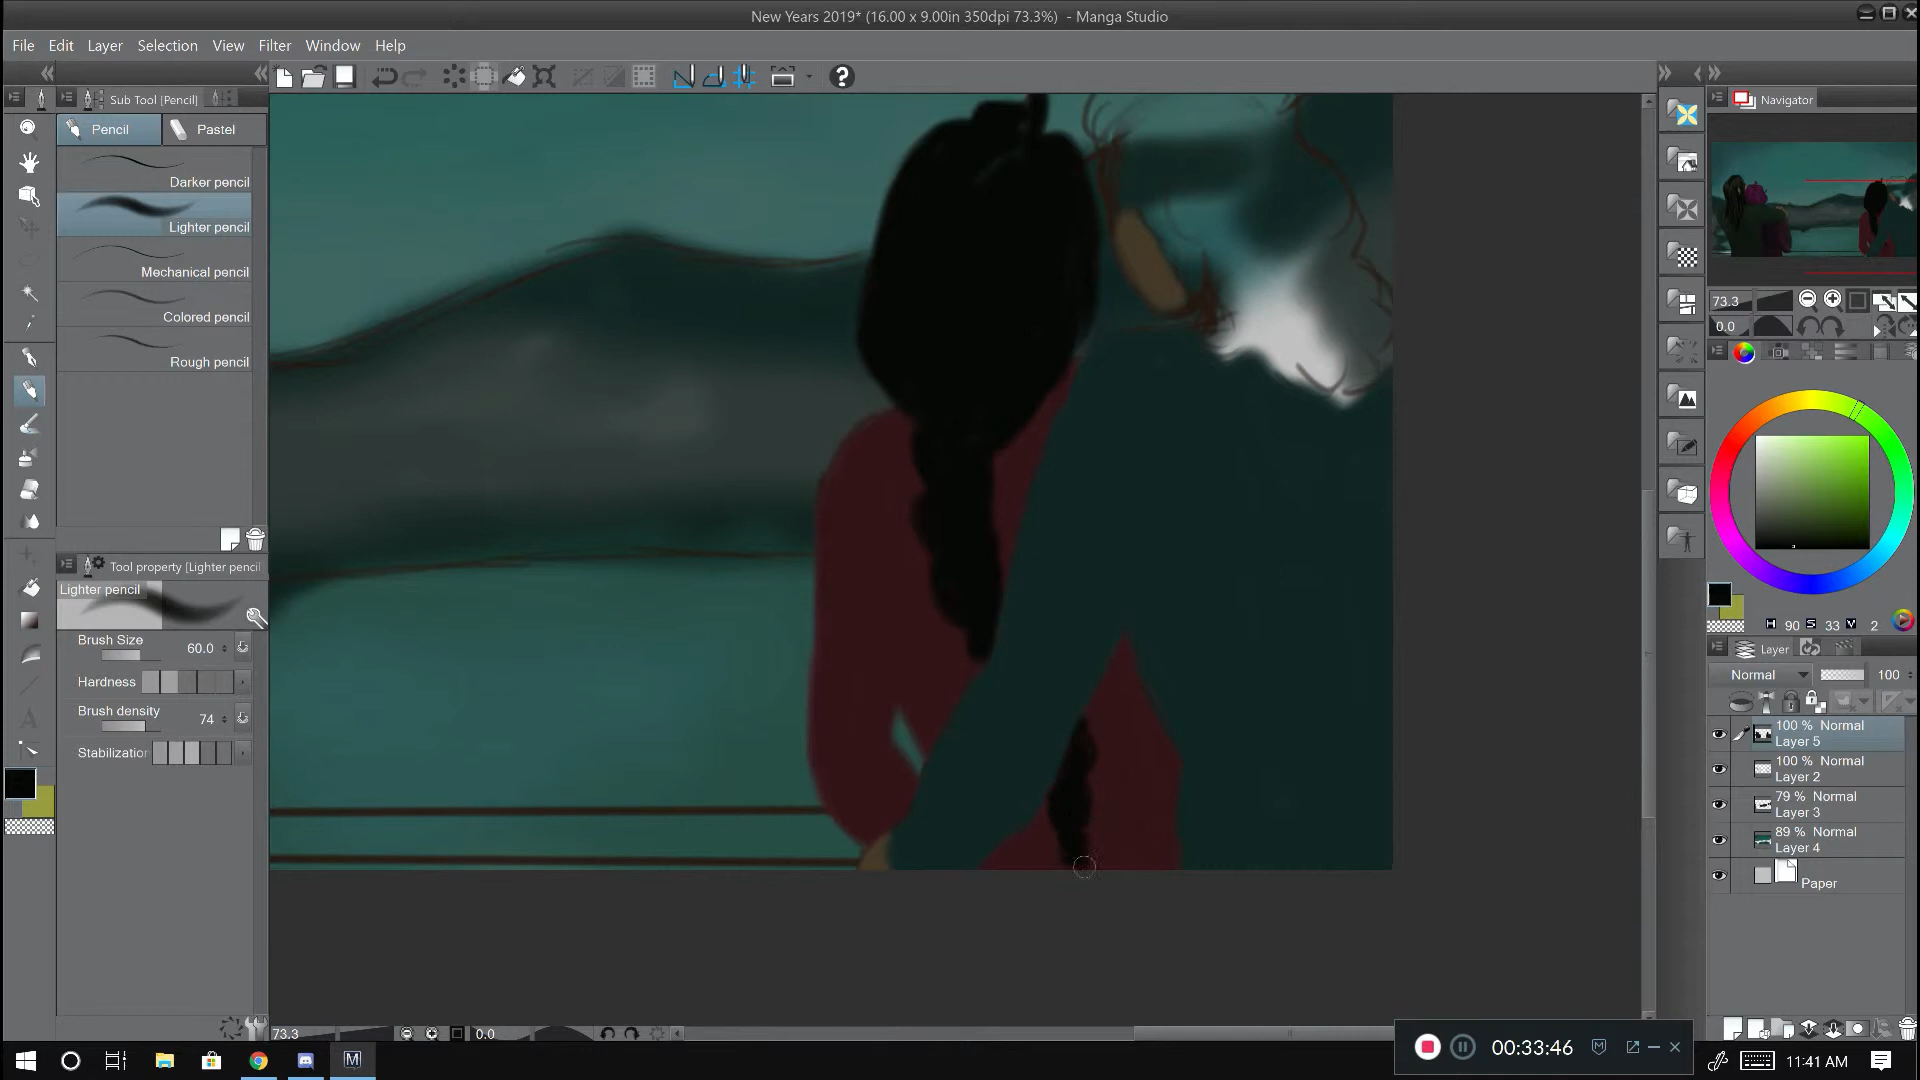 New Years 2019* (16.00 x 9.00in 350dpi 73.3%) - Manga Studio
File Edit Layer Selection View Filter Window Help
Sub Tool [Pencil]
Pencil Pastel
Darker pencil
Lighter pencil
Mechanical pencil
Colored pencil
Rough pencil
Tool property [Lighter pencil
Lighter pencil
Brush Size 60.0
Hardness
Brush density 74
Stabilization
A
73.3 0.0
Navigator
73.3
0.0
H 90 S 33 V 2
Layer
Normal 100
100 % Normal
Layer 5
100 % Normal
Layer 2
79 % Normal
Layer 3
89 % Normal
Layer 4
Paper
00:33:46
M
11:41 AM